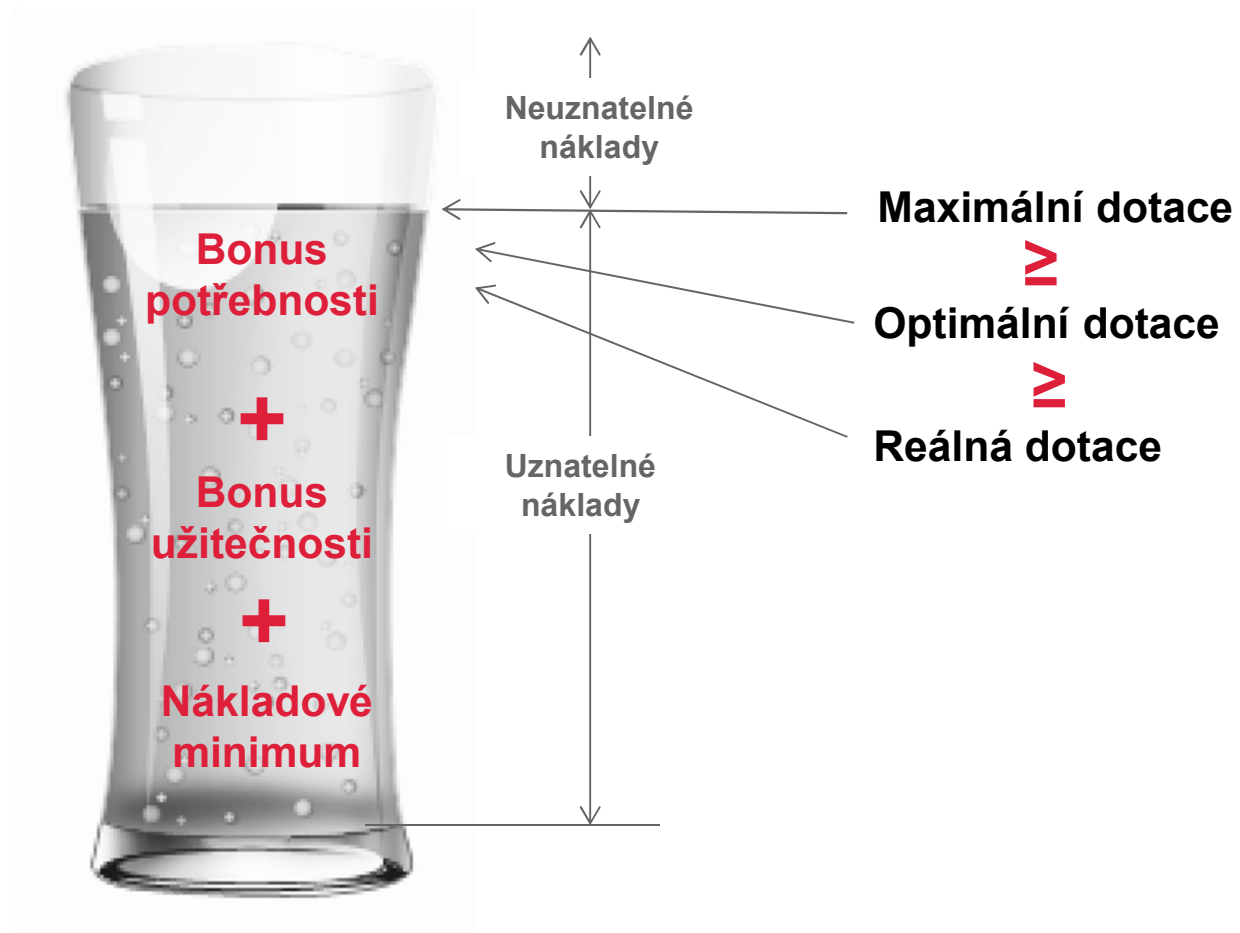 Bonus
potřebnosti
+
Bonus
užitečnosti
+
Nákladové
minimum
Neuznatelné
náklady
Uznatelné
náklady
Maximální dotace
≥
Optimální dotace
≥
Reálná dotace